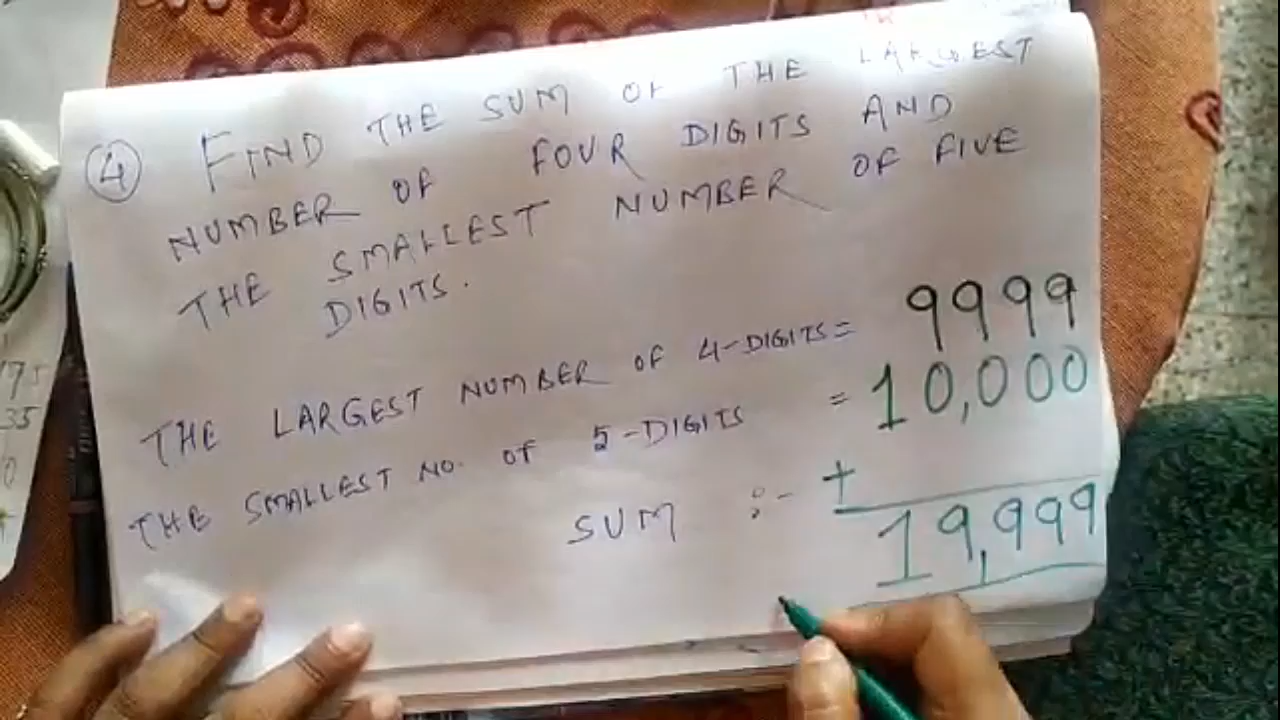 ④ FIND THE SUM OF THE LARGEST
NUMBER OF FOUR DIGITS AND
THE SMALLEST NUMBER OF FIVE
DIGITS.
THE LARGEST NUMBER OF 4-DIGITS = 9999
THE SMALLEST NO. OF 5-DIGITS = 10,000
SUM :- + 19,999
35